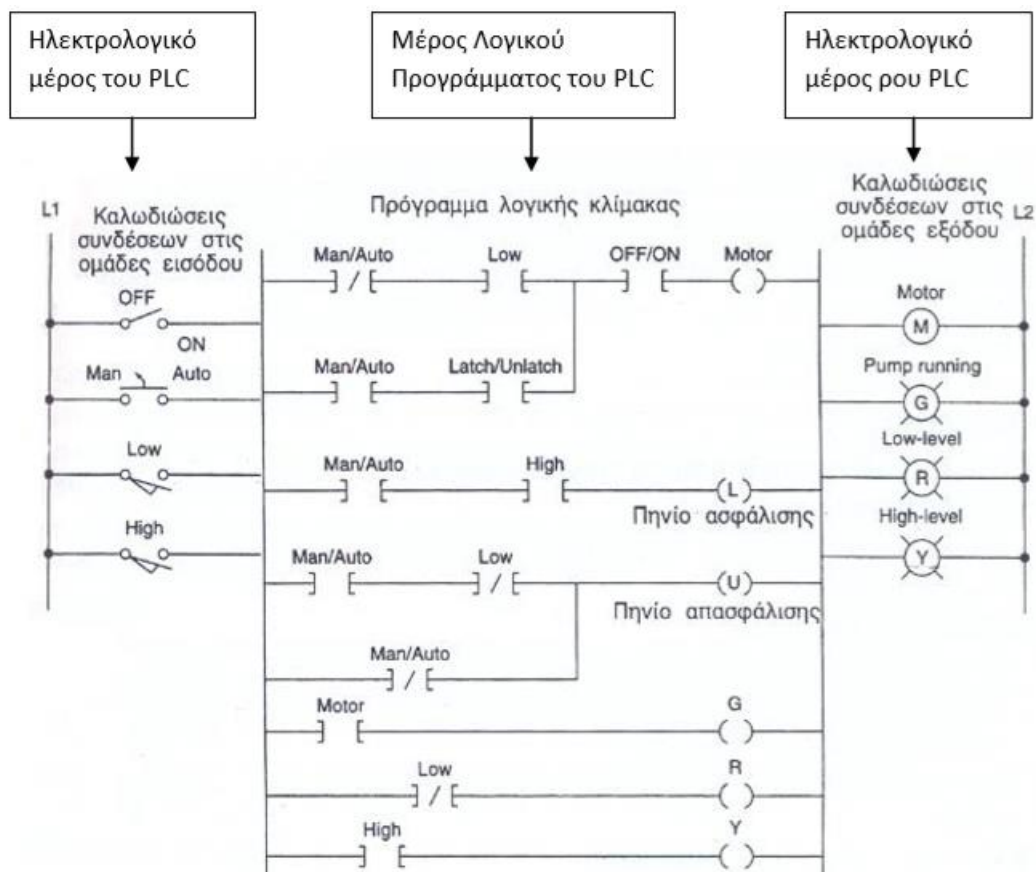 Ηλεκτρολογικό
μέρος του PLC
Μέρος Λογικού
Προγράμματος του PLC
Ηλεκτρολογικό
μέρος ρου PLC
L1
Καλωδιώσεις
συνδέσεων στις
ομάδες εισόδου
Πρόγραμμα λογικής κλίμακας
Καλωδιώσεις
συνδέσεων στις
ομάδες εξόδου
L2
OFF
ON
Man Auto
Low
High
Man/Auto Low OFF/ON Motor
Man/Auto Latch/Unlatch
Man/Auto High
L
Πηνίο ασφάλισης
Man/Auto Low
U
Πηνίο απασφάλισης
Man/Auto
Motor G
Low R
High Y
Motor
M
Pump running
G
Low-level
R
High-level
Y